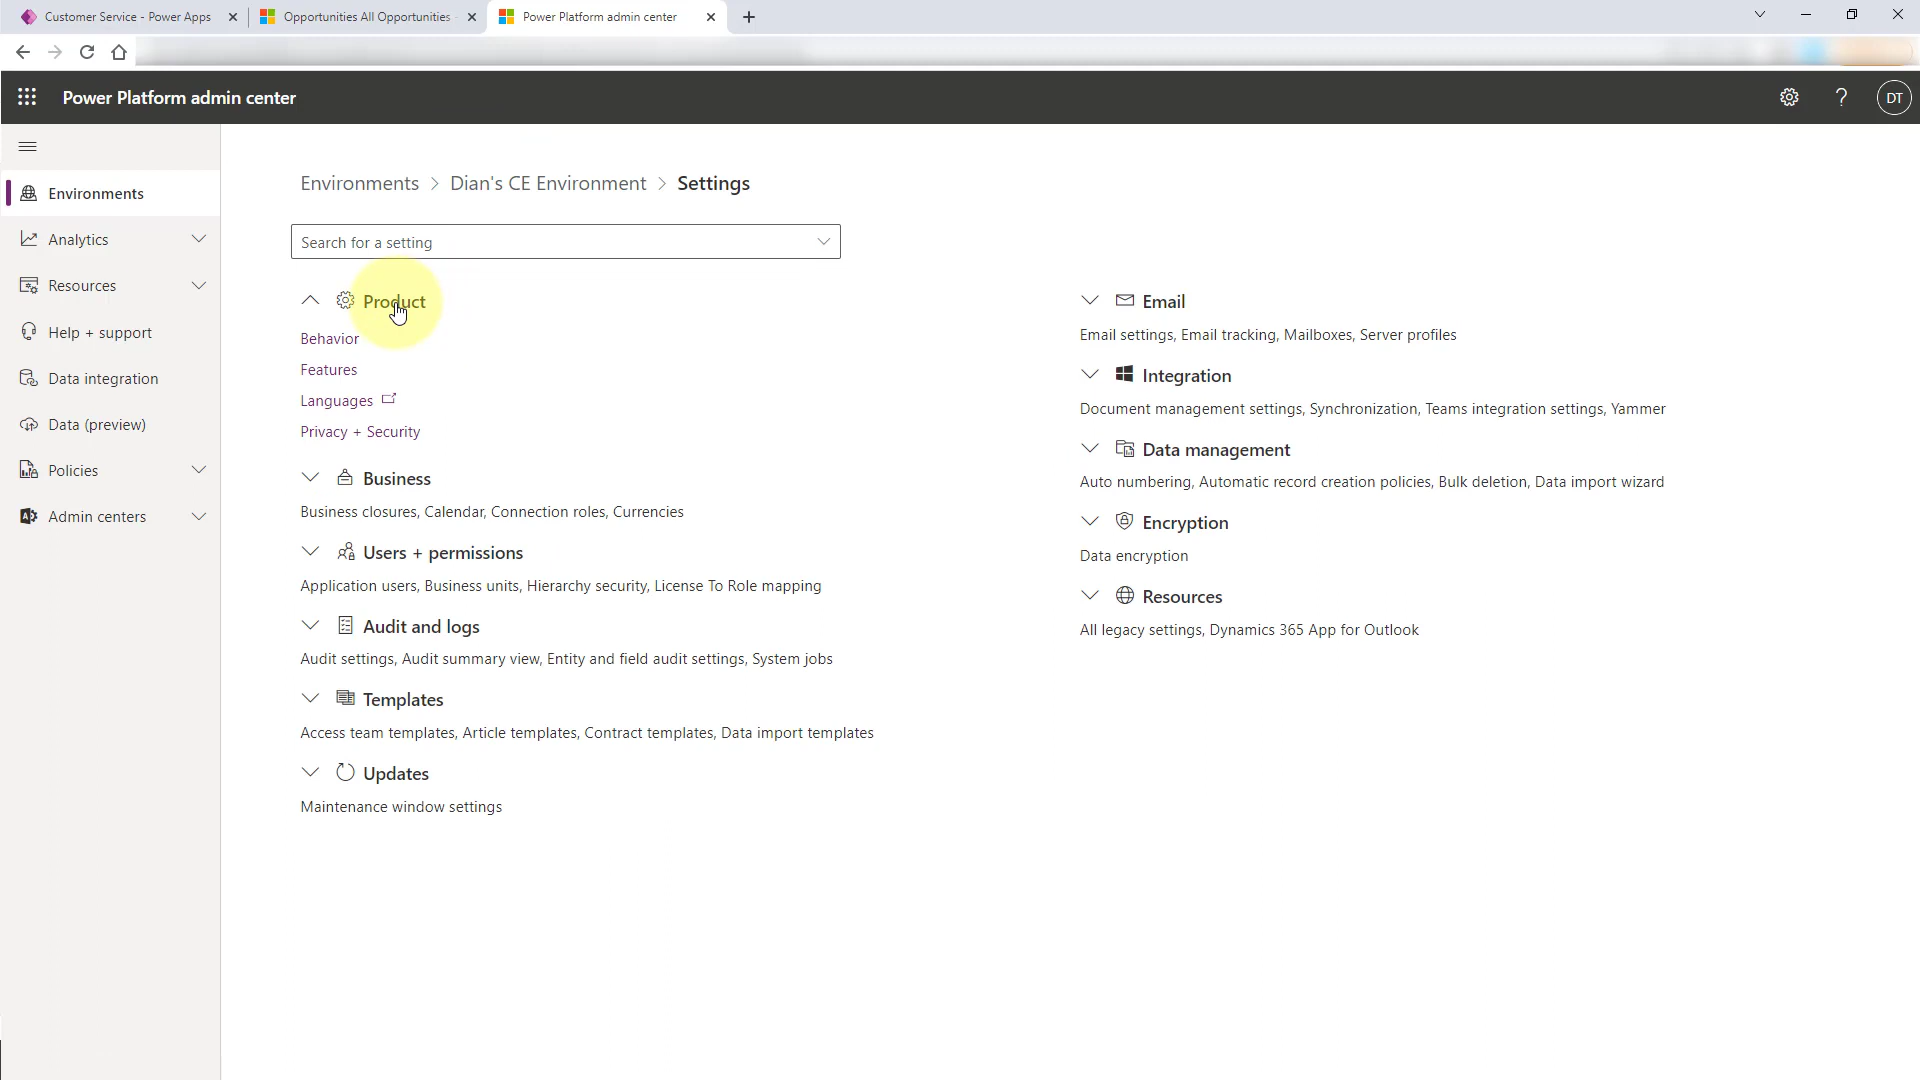 Customer Service - Power Apps
Opportunities All Opportunities
Power Platform admin center
Power Platform admin center
DT
Environments
Analytics
Resources
Help + support
Data integration
Data (preview)
Policies
Admin centers
Environments > Dian's CE Environment > Settings
Search for a setting
Product
Behavior
Features
Languages
Privacy + Security
Business
Business closures, Calendar, Connection roles, Currencies
Users + permissions
Application users, Business units, Hierarchy security, License To Role mapping
Audit and logs
Audit settings, Audit summary view, Entity and field audit settings, System jobs
Templates
Access team templates, Article templates, Contract templates, Data import templates
Updates
Maintenance window settings
Email
Email settings, Email tracking, Mailboxes, Server profiles
Integration
Document management settings, Synchronization, Teams integration settings, Yammer
Data management
Auto numbering, Automatic record creation policies, Bulk deletion, Data import wizard
Encryption
Data encryption
Resources
All legacy settings, Dynamics 365 App for Outlook